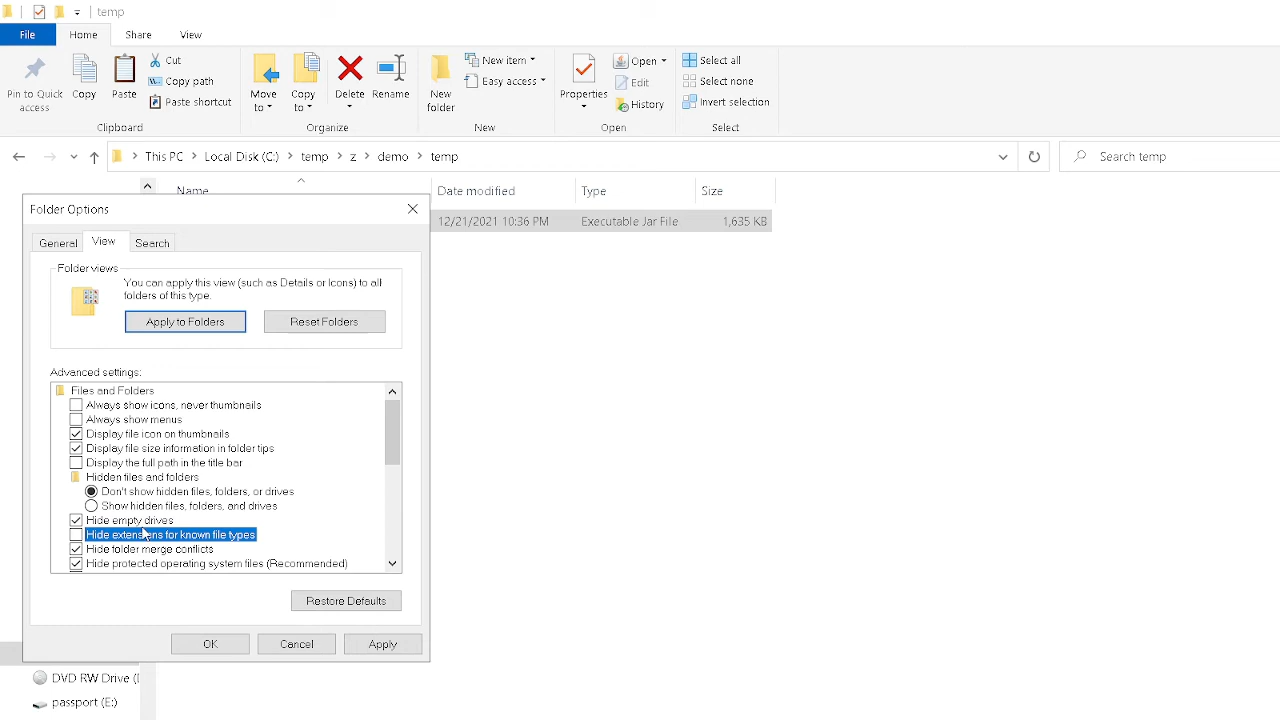 temp
File Home Share View
Pin to Quick access
Copy
Paste
Cut
Copy path
Paste shortcut
Clipboard
Move to
Copy to
Delete
Rename
Organize
New folder
New item
Easy access
New
Properties
Open
Edit
History
Open
Select all
Select none
Invert selection
Select
This PC Local Disk (C:) temp z demo temp
Search temp
Name Date modified Type Size
12/21/2021 10:36 PM Executable Jar File 1,635 KB
Folder Options
General View Search
Folder views
You can apply this view (such as Details or Icons) to all
folders of this type.
Apply to Folders Reset Folders
Advanced settings:
Files and Folders
Always show icons, never thumbnails
Always show menus
Display file icon on thumbnails
Display file size information in folder tips
Display the full path in the title bar
Hidden files and folders
Don't show hidden files, folders, or drives
Show hidden files, folders, and drives
Hide empty drives
Hide extensions for known file types
Hide folder merge conflicts
Hide protected operating system files (Recommended)
Restore Defaults
OK Cancel Apply
DVD RW Drive (
passport (E:)